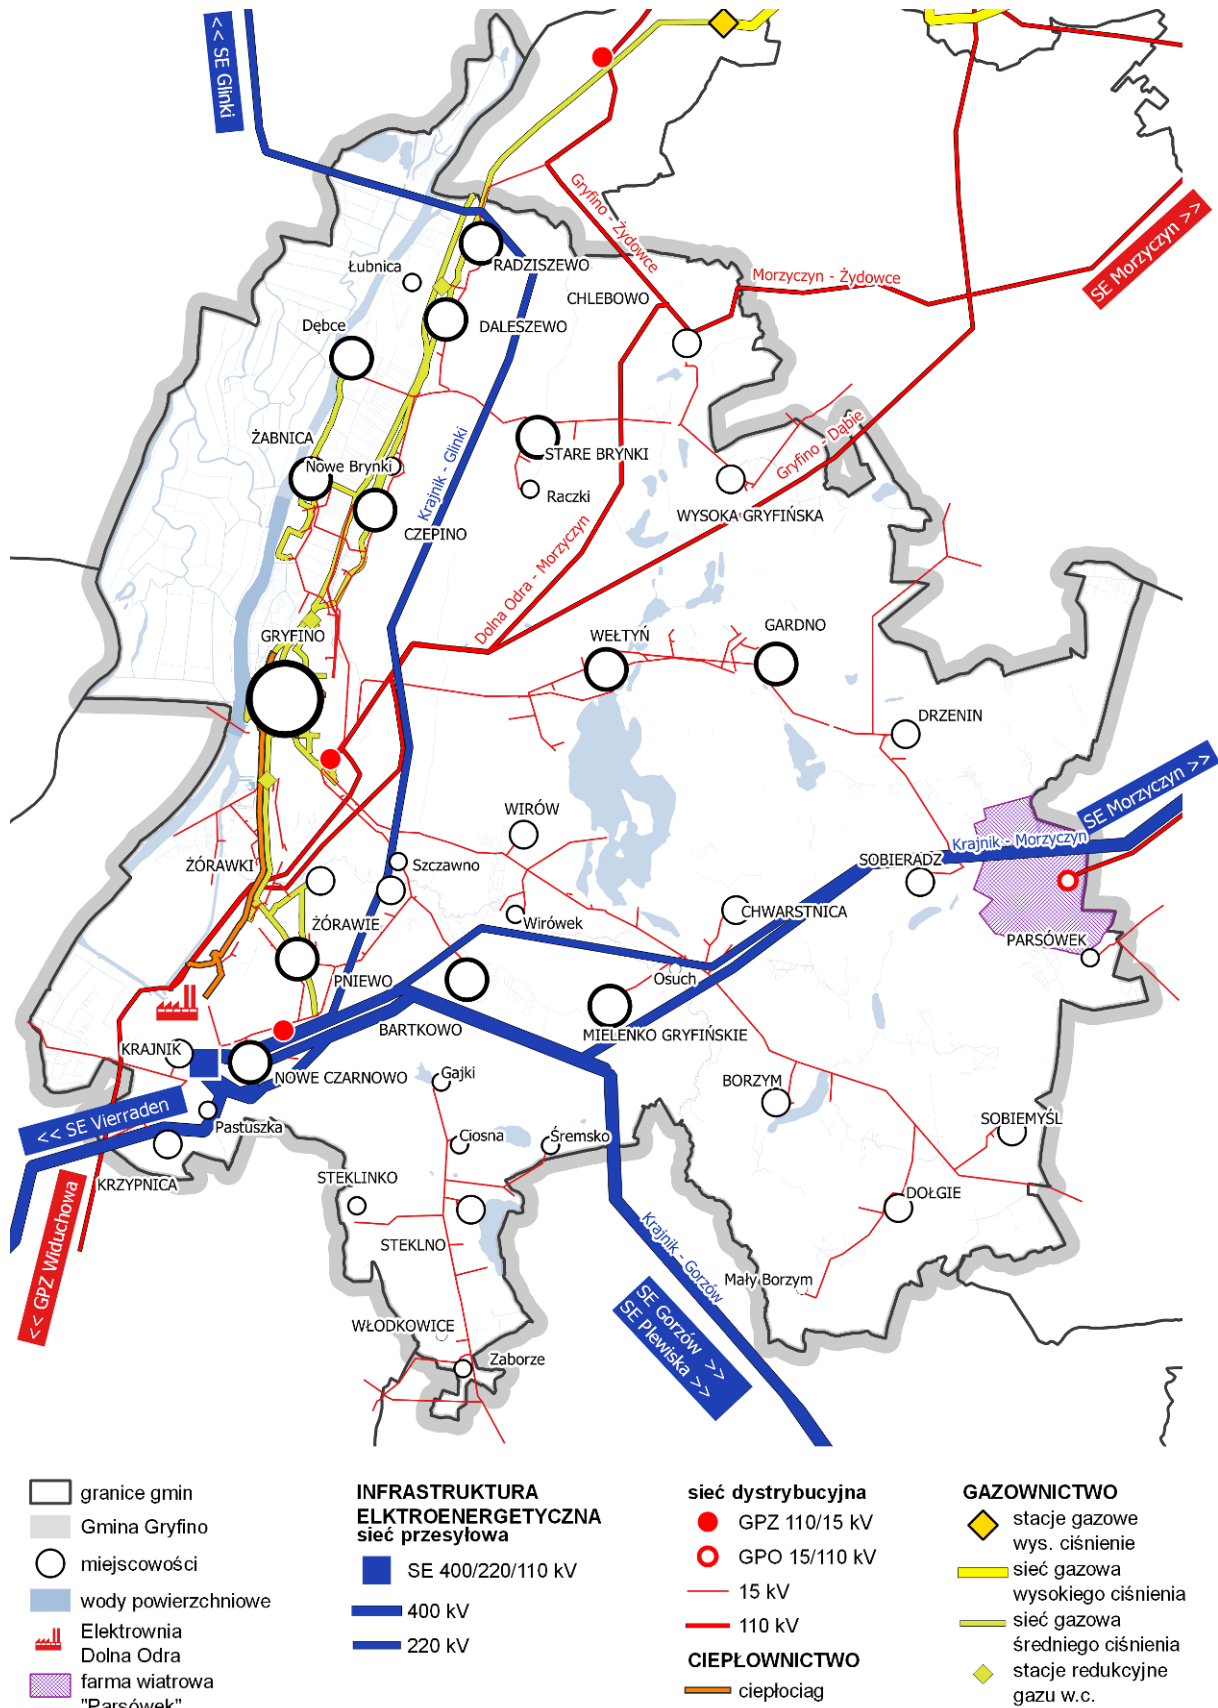 << SE Glinki
Gryfino - Żydowce
SE Morzyczyn >>
RADZISZEWO
Łubnica
Morzyczyn - Żydowce
CHLEBOWO
Dębce
DALESZEWO
ŻABNICA
Gryfino - Dąbie
Nowe Brynki
STARE BRYNKI
Krajnik - Glinki
Raczki
WYSOKA GRYFIŃSKA
CZEPINO
Dolna Odra - Morzyczyn
GRYFINO
WEŁTYŃ
GARDNO
DRZENIN
SE Morzyczyn >>
WIRÓW
Krajnik - Morzyczyn
ŻÓRAWKI
Szczawno
SOBIERADZ
CHWARSTNICA
ŻÓRAWIE
Wirówek
PARSÓWEK
PNIEWO
Osuch
BARTKOWO
MIELENKO GRYFIŃSKIE
KRAJNIK
NOWE CZARNOWO
Gajki
BORZYM
<< SE Vierraden
Pastuszka
Ciosna
Śremsko
SOBIEMYŚL
KRZYPNICA
STEKLINKO
DOŁGIE
<< GPZ Widuchowa
STEKLNO
Krajnik - Gorzów
Mały Borzym
SE Gorzów >>
SE Plewiska >>
WŁODKOWICE
Zaborze
granice gmin
Gmina Gryfino
miejscowości
wody powierzchniowe
Elektrownia
Dolna Odra
farma wiatrowa
"Parsówek"
INFRASTRUKTURA
ELKTROENERGETYCZNA
sieć przesyłowa
SE 400/220/110 kV
400 kV
220 kV
sieć dystrybucyjna
GPZ 110/15 kV
GPO 15/110 kV
15 kV
110 kV
CIEPŁOWNICTWO
ciepłociąg
GAZOWNICTWO
stacje gazowe
wys. ciśnienie
sieć gazowa
wysokiego ciśnienia
sieć gazowa
średniego ciśnienia
stacje redukcyjne
gazu w.c.